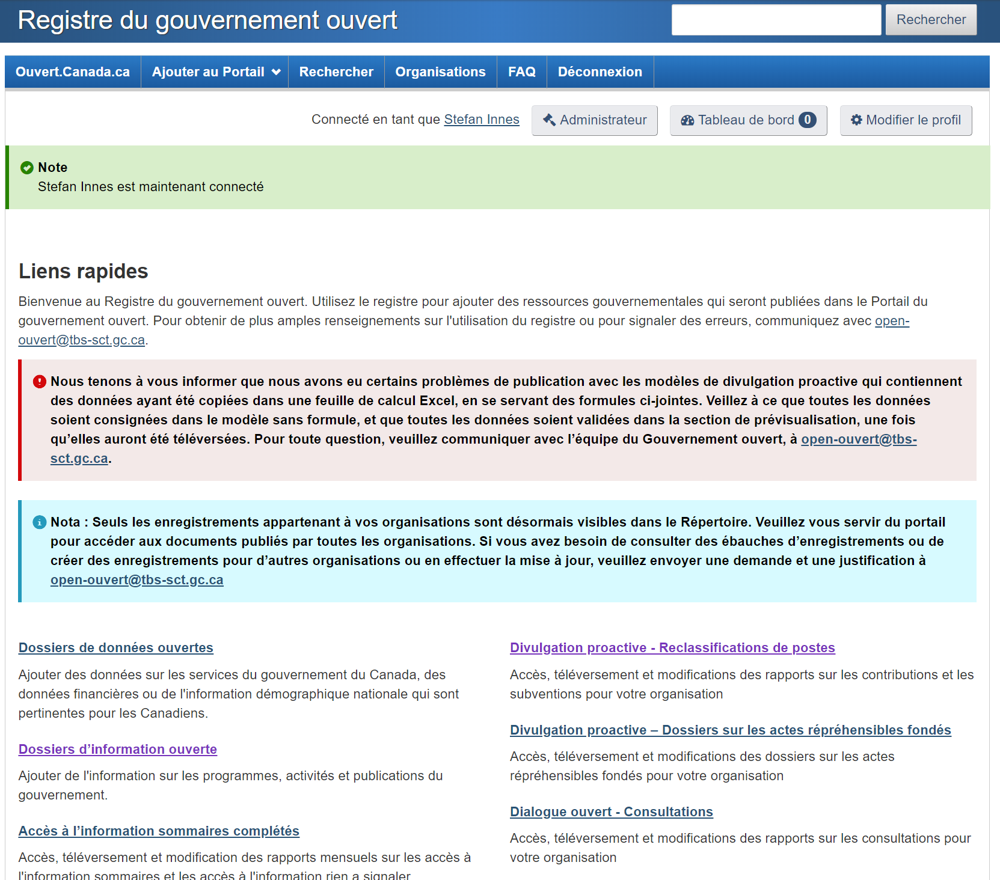 Registre du gouvernement ouvert
Rechercher
Ouvert.Canada.ca
Ajouter au Portail
Rechercher
Organisations
FAQ
Déconnexion
Connecté en tant que Stefan Innes
Administrateur
Tableau de bord 0
Modifier le profil
Note
Stefan Innes est maintenant connecté
Liens rapides
Bienvenue au Registre du gouvernement ouvert. Utilisez le registre pour ajouter des ressources gouvernementales qui seront publiées dans le Portail du
gouvernement ouvert. Pour obtenir de plus amples renseignements sur l'utilisation du registre ou pour signaler des erreurs, communiquez avec open-
ouvert@tbs-sct.gc.ca.
Nous tenons à vous informer que nous avons eu certains problèmes de publication avec les modèles de divulgation proactive qui contiennent
des données ayant été copiées dans une feuille de calcul Excel, en se servant des formules ci-jointes. Veillez à ce que toutes les données
soient consignées dans le modèle sans formule, et que toutes les données soient validées dans la section de prévisualisation, une fois
qu’elles auront été téléversées. Pour toute question, veuillez communiquer avec l’équipe du Gouvernement ouvert, à open-ouvert@tbs-
sct.gc.ca.
Nota : Seuls les enregistrements appartenant à vos organisations sont désormais visibles dans le Répertoire. Veuillez vous servir du portail
pour accéder aux documents publiés par toutes les organisations. Si vous avez besoin de consulter des ébauches d’enregistrements ou de
créer des enregistrements pour d’autres organisations ou en effectuer la mise à jour, veuillez envoyer une demande et une justification à
open-ouvert@tbs-sct.gc.ca
Dossiers de données ouvertes
Ajouter des données sur les services du gouvernement du Canada, des
données financières ou de l'information démographique nationale qui sont
pertinentes pour les Canadiens.
Dossiers d’information ouverte
Ajouter de l'information sur les programmes, activités et publications du
gouvernement.
Accès à l’information sommaires complétés
Accès, téléversement et modification des rapports mensuels sur les accès à
l'information sommaires et les accès à l'information rien a signaler
Divulgation proactive - Reclassifications de postes
Accès, téléversement et modifications des rapports sur les contributions et les
subventions pour votre organisation
Divulgation proactive – Dossiers sur les actes répréhensibles fondés
Accès, téléversement et modifications des dossiers sur les actes
répréhensibles fondés pour votre organisation
Dialogue ouvert - Consultations
Accès, téléversement et modifications des rapports sur les consultations pour
votre organisation